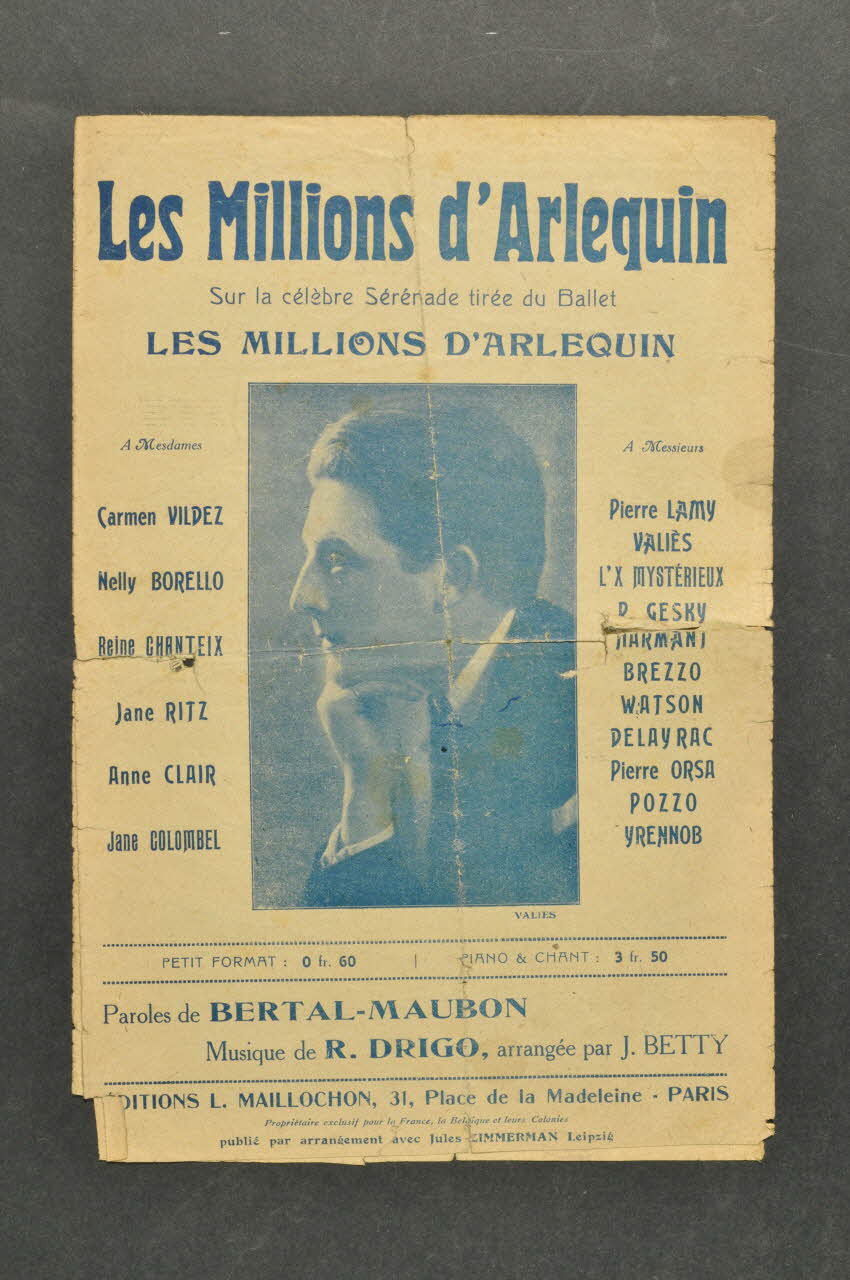 Les Millions d'Arlequin
Sur la célèbre Sérénade tirée du Ballet
LES MILLIONS D'ARLEQUIN
A Mesdames
Carmen VILDEZ
Nelly BORELLO
Reine CHANTEIX
Jane RITZ
Anne CLAIR
Jane COLOMBEL
A Messieurs
Pierre LAMY
VALIÈS
L'X MYSTÉRIEUX
GESKY
BREZZO
WATSON
DELAYRAC
Pierre ORSA
POZZO
YRENNOB
VALIES
PETIT FORMAT : 0 fr. 60 | PIANO & CHANT : 3 fr. 50
Paroles de BERTAL-MAUBON
Musique de R. DRIGO, arrangée par J. BETTY
ÉDITIONS L. MAILLOCHON, 31, Place de la Madeleine - PARIS
Propriétaire exclusif pour la France, la Belgique et leurs Colonies
publié par arrangement avec Jules ZIMMERMAN Leipzig